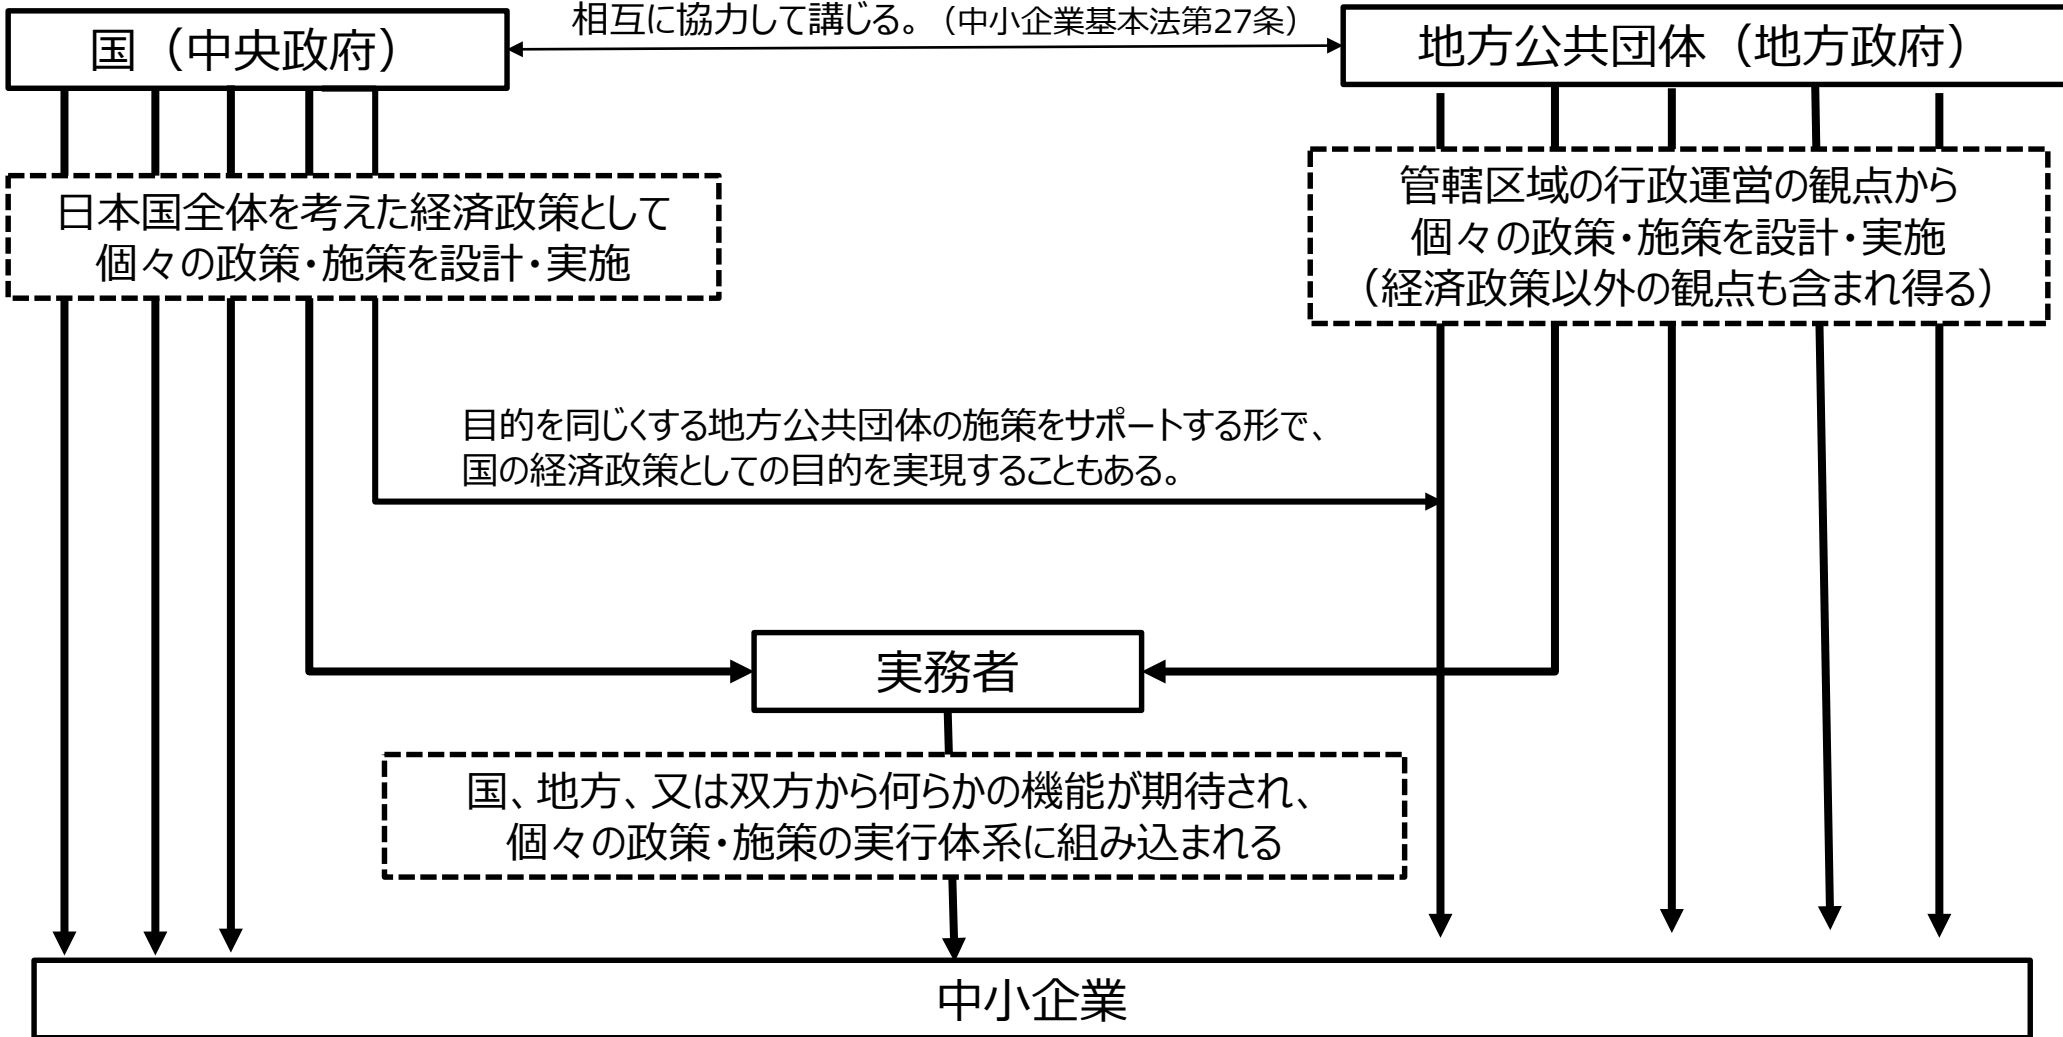 相互に協力して講じる。（中小企業基本法第27条）
国（中央政府）
地方公共団体（地方政府）
日本国全体を考えた経済政策として
個々の政策・施策を設計・実施
管轄区域の行政運営の観点から
個々の政策・施策を設計・実施
（経済政策以外の観点も含まれ得る）
目的を同じくする地方公共団体の施策をサポートする形で、
国の経済政策としての目的を実現することもある。
実務者
国、地方、又は双方から何らかの機能が期待され、
個々の政策・施策の実行体系に組み込まれる
中小企業